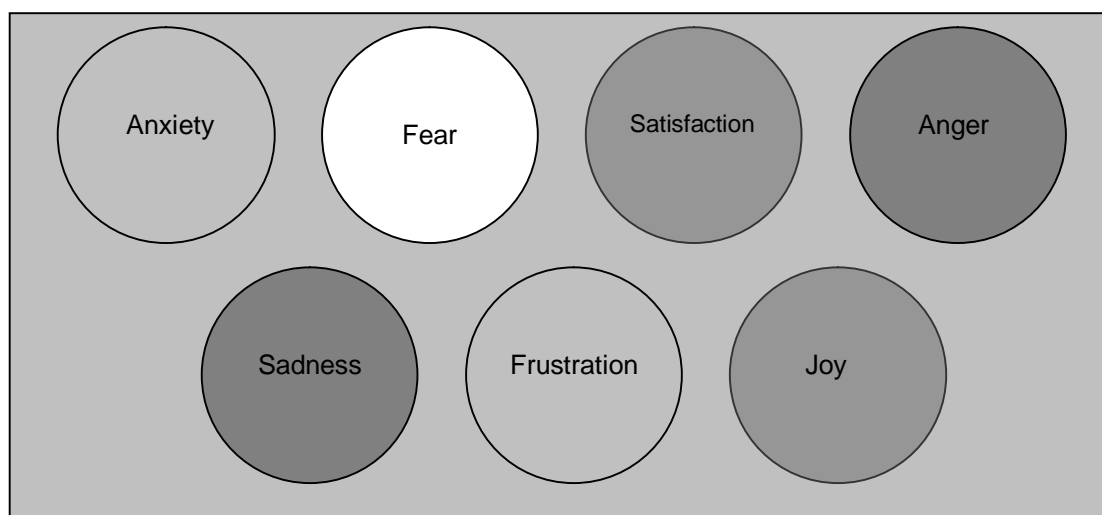 Anxiety
Fear
Satisfaction
Anger
Sadness
Frustration
Joy